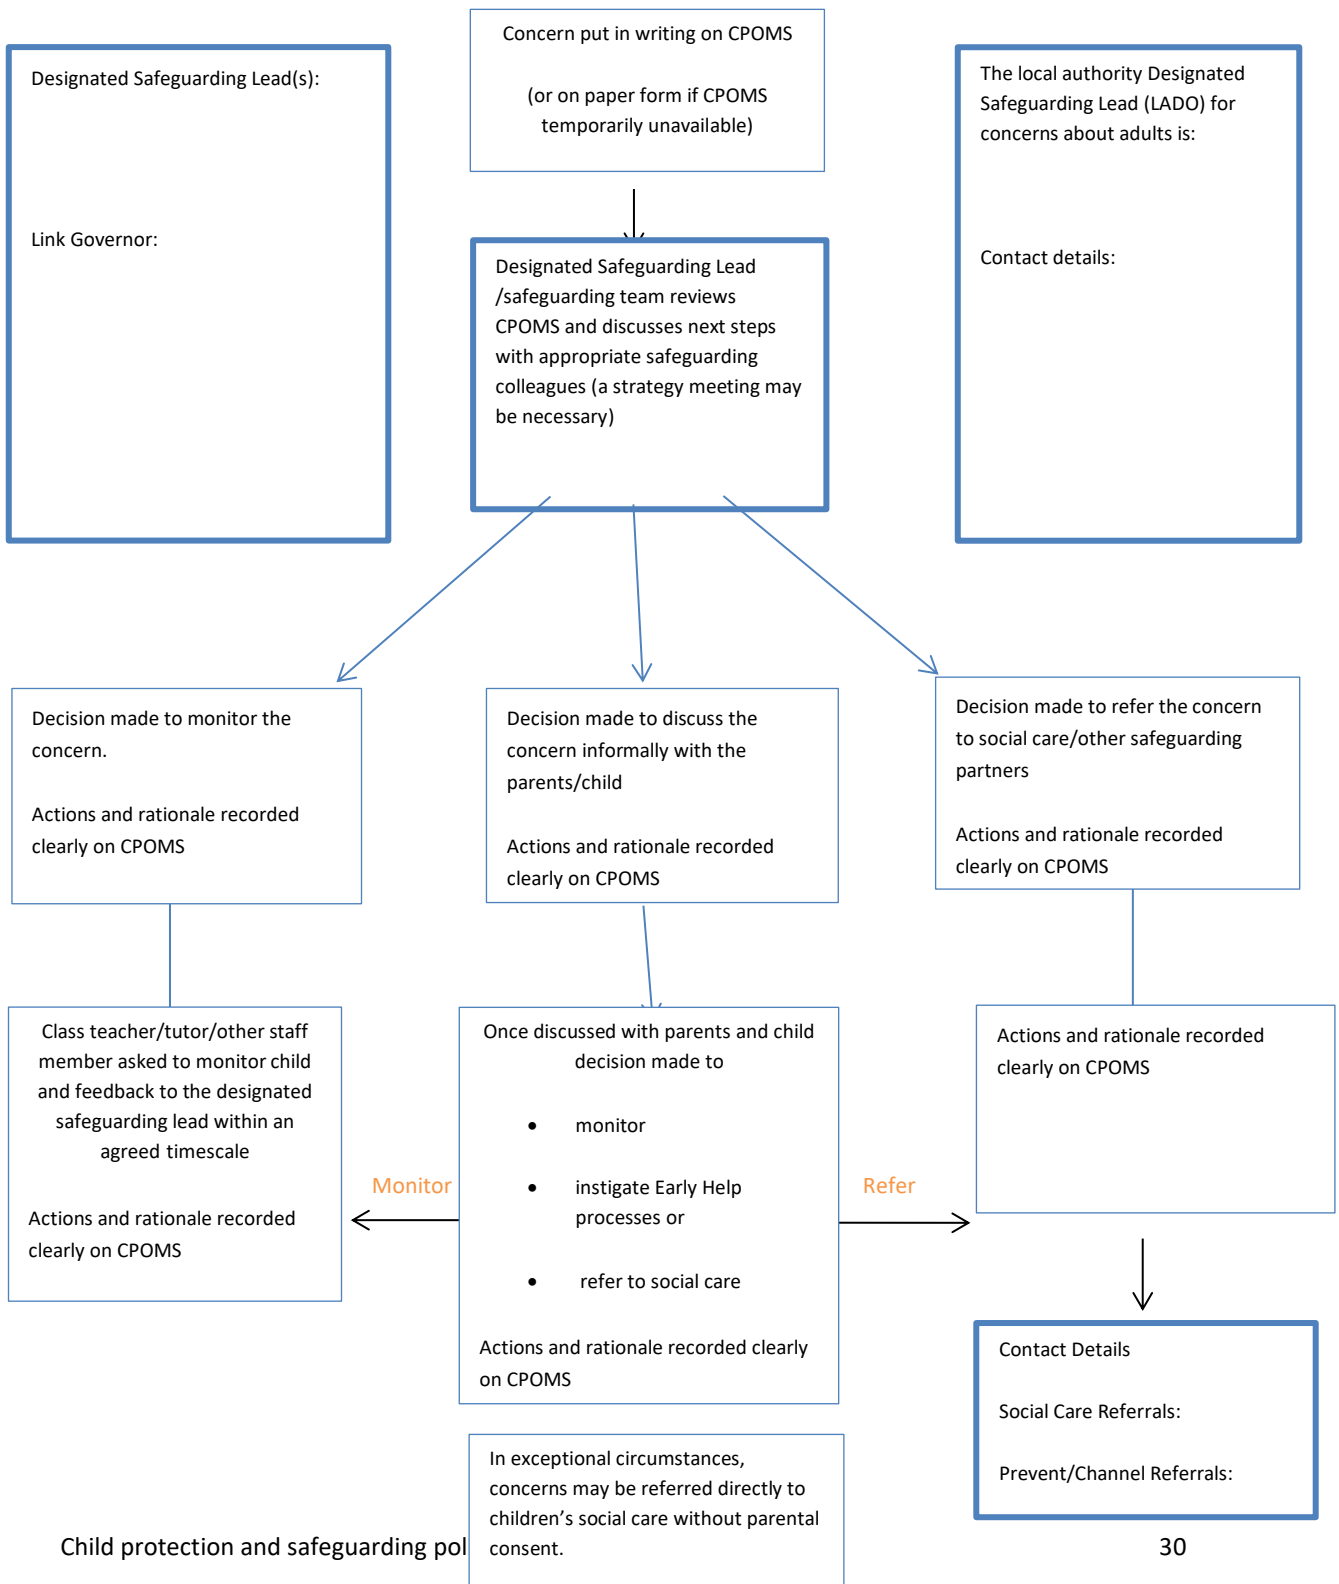 Concern put in writing on CPOMS
(or on paper form if CPOMS
temporarily unavailable)
Designated Safeguarding Lead(s):
Link Governor:
The local authority Designated
Safeguarding Lead (LADO) for
concerns about adults is:
Contact details:
Designated Safeguarding Lead
/safeguarding team reviews
CPOMS and discusses next steps
with appropriate safeguarding
colleagues (a strategy meeting may
be necessary)
Decision made to monitor the
concern.
Actions and rationale recorded
clearly on CPOMS
Decision made to discuss the
concern informally with the
parents/child
Actions and rationale recorded
clearly on CPOMS
Decision made to refer the concern
to social care/other safeguarding
partners
Actions and rationale recorded
clearly on CPOMS
Class teacher/tutor/other staff
member asked to monitor child
and feedback to the designated
safeguarding lead within an
agreed timescale
Actions and rationale recorded
clearly on CPOMS
Monitor
Once discussed with parents and child
decision made to
• monitor
• instigate Early Help
processes or
• refer to social care
Actions and rationale recorded clearly
on CPOMS
Refer
Actions and rationale recorded
clearly on CPOMS
Contact Details
Social Care Referrals:
Prevent/Channel Referrals:
In exceptional circumstances,
concerns may be referred directly to
children’s social care without parental
consent.
Child protection and safeguarding pol
30